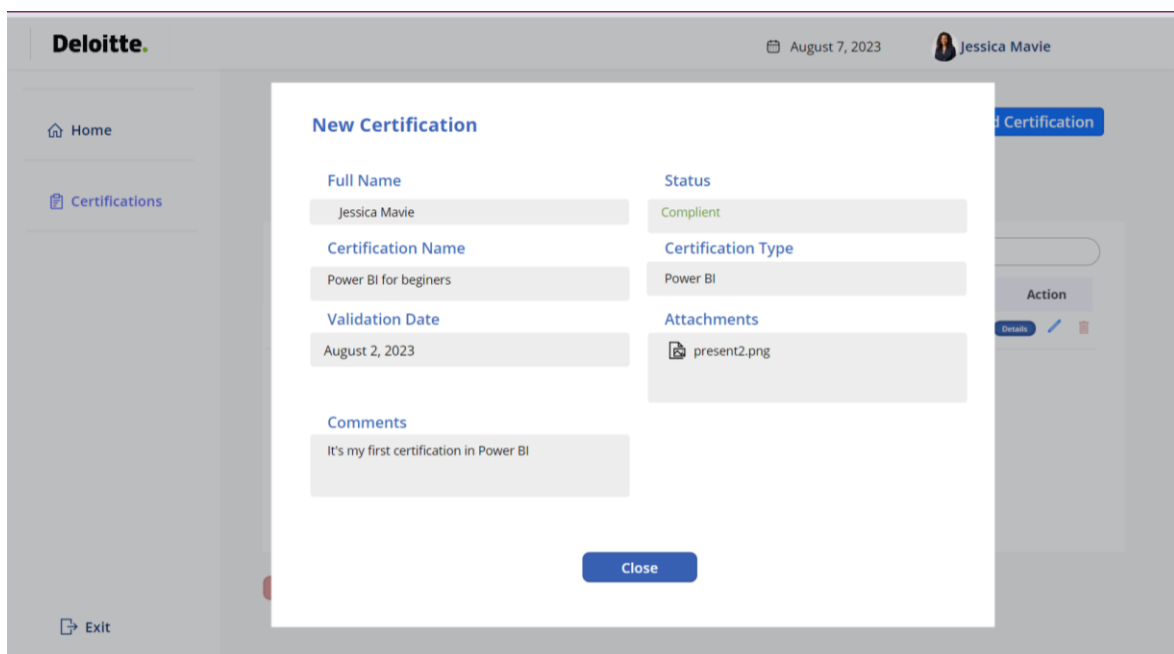 Deloitte.
August 7, 2023
Jessica Mavie
Home
Certifications
Exit
Certification
New Certification
Full Name
Status
Jessica Mavie
Complient
Certification Name
Certification Type
Power BI for beginers
Power BI
Validation Date
Attachments
August 2, 2023
present2.png
Comments
It's my first certification in Power BI
Close
Action
Details